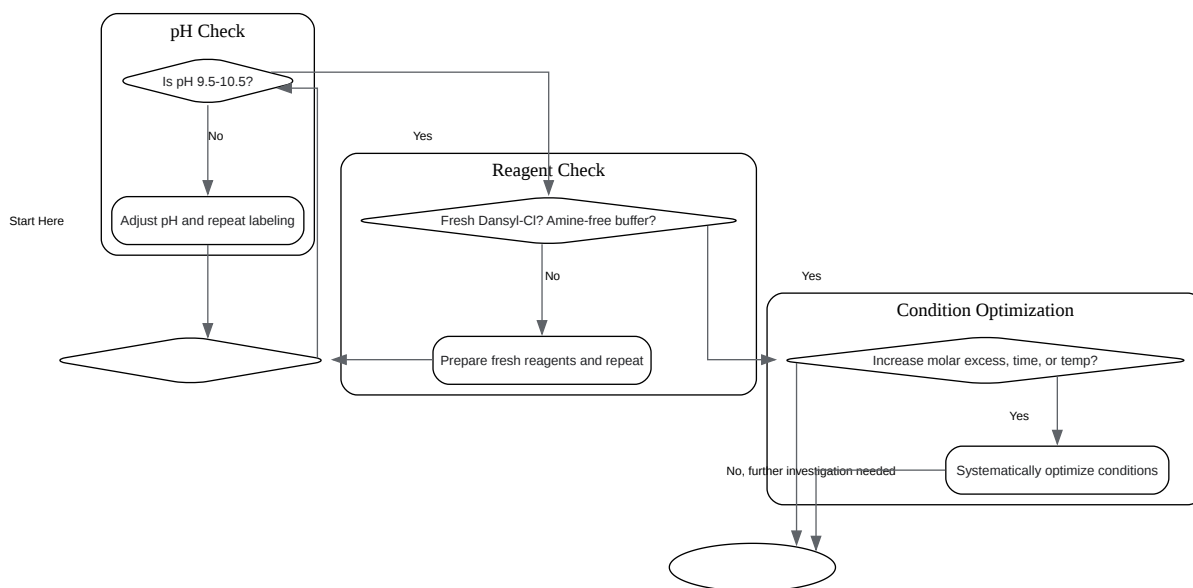 pH Check
Is pH 9.5-10.5?
No
Yes
Reagent Check
Start Here
Adjust pH and repeat labeling
Fresh Dansyl-Cl? Amine-free buffer?
No
Yes
Condition Optimization
Prepare fresh reagents and repeat
Increase molar excess, time, or temp?
Yes
No, further investigation needed
Systematically optimize conditions